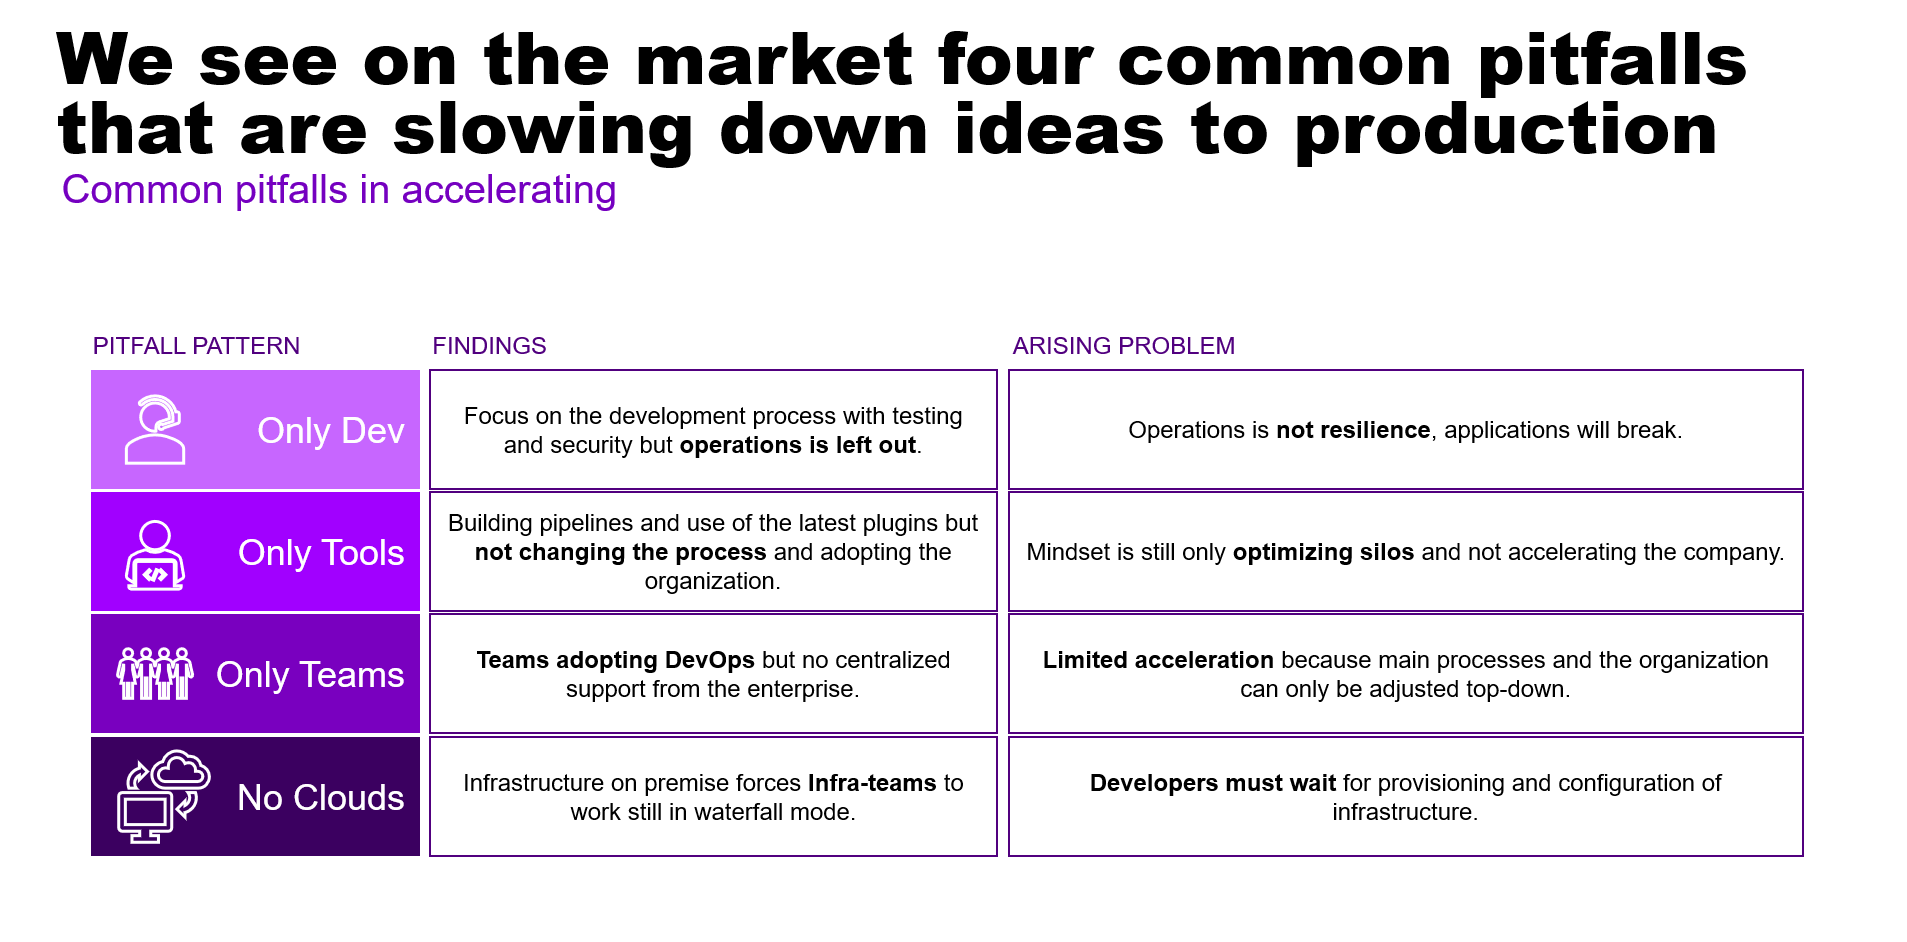 We see on the market four common pitfalls
that are slowing down ideas to production
Common pitfalls in accelerating
PITFALL PATTERN
FINDINGS
ARISING PROBLEM
Only Dev
Focus on the development process with testing
and security but operations is left out.
Operations is not resilience, applications will break.
Only Tools
Building pipelines and use of the latest plugins but
not changing the process and adopting the
organization.
Mindset is still only optimizing silos and not accelerating the company.
Only Teams
Teams adopting DevOps but no centralized
support from the enterprise.
Limited acceleration because main processes and the organization
can only be adjusted top-down.
No Clouds
Infrastructure on premise forces Infra-teams to
work still in waterfall mode.
Developers must wait for provisioning and configuration of
infrastructure.